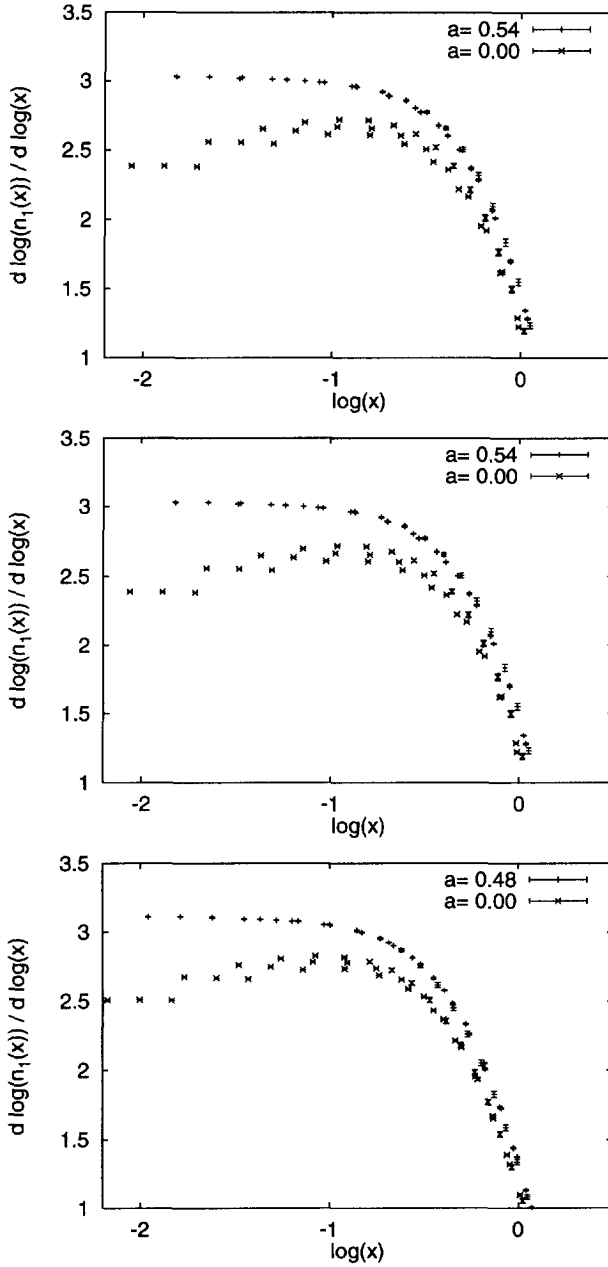 3.5
a= 0.54
a= 0.00
3
2.5
2
1.5
1
d log(n₁(x)) / d log(x)
-2
-1
0
log(x)
3.5
a= 0.54
a= 0.00
3
2.5
2
1.5
1
d log(n₁(x)) / d log(x)
-2
-1
0
log(x)
3.5
a= 0.48
a= 0.00
3
2.5
2
1.5
1
d log(n₁(x)) / d log(x)
-2
-1
0
log(x)